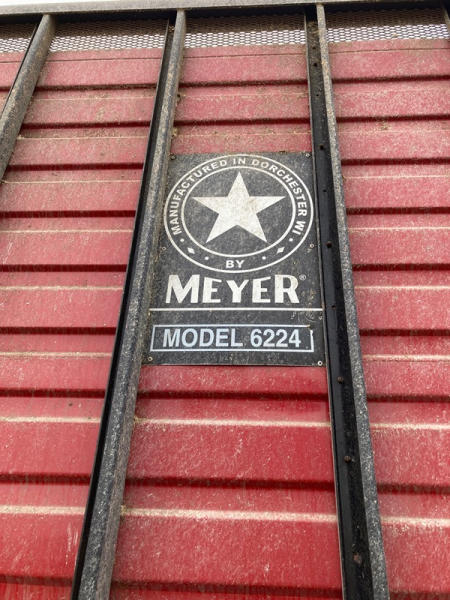 MANUFACTURED IN DORCHESTER WI
BY
MEYER®
MODEL 6224